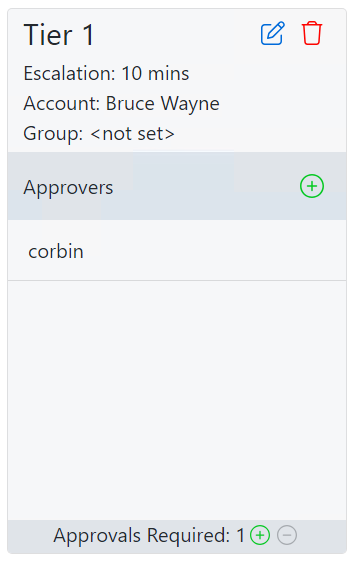 Tier 1
Escalation: 10 mins
Account: Bruce Wayne
Group: <not set>
Approvers
corbin
Approvals Required: 1